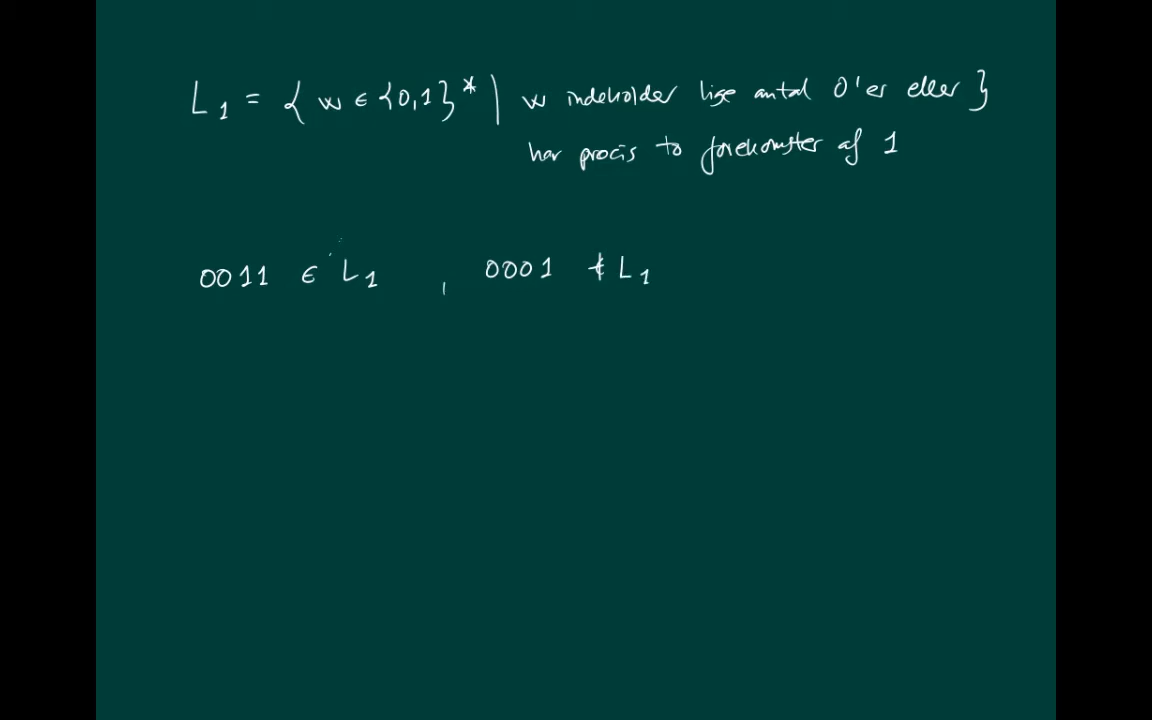 L₁ = { w ∈ {0,1}* | w indeholder lige antal 0'er eller }
har præcis to forekomster af 1
0011 ∈ L₁ , 0001 ∉ L₁